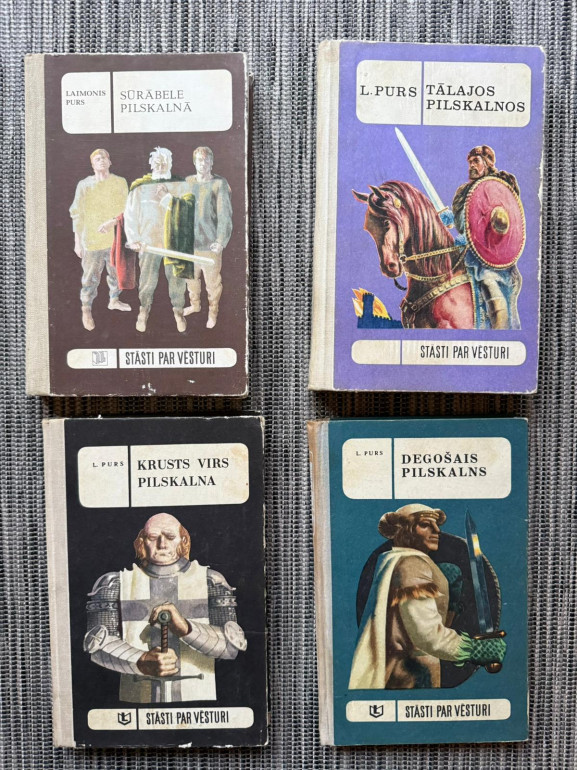 LAIMONIS
PURS
SŪRĀBELE
PILSKALNĀ
STĀSTI PAR VĒSTURI
L. PURS
TĀLAJOS
PILSKALNOS
STĀSTI PAR VĒSTURI
L. PURS
KRUSTS VIRS
PILSKALNA
STĀSTI PAR VĒSTURI
L. PURS
DEGOŠAIS
PILSKALNS
STĀSTI PAR VĒSTURI